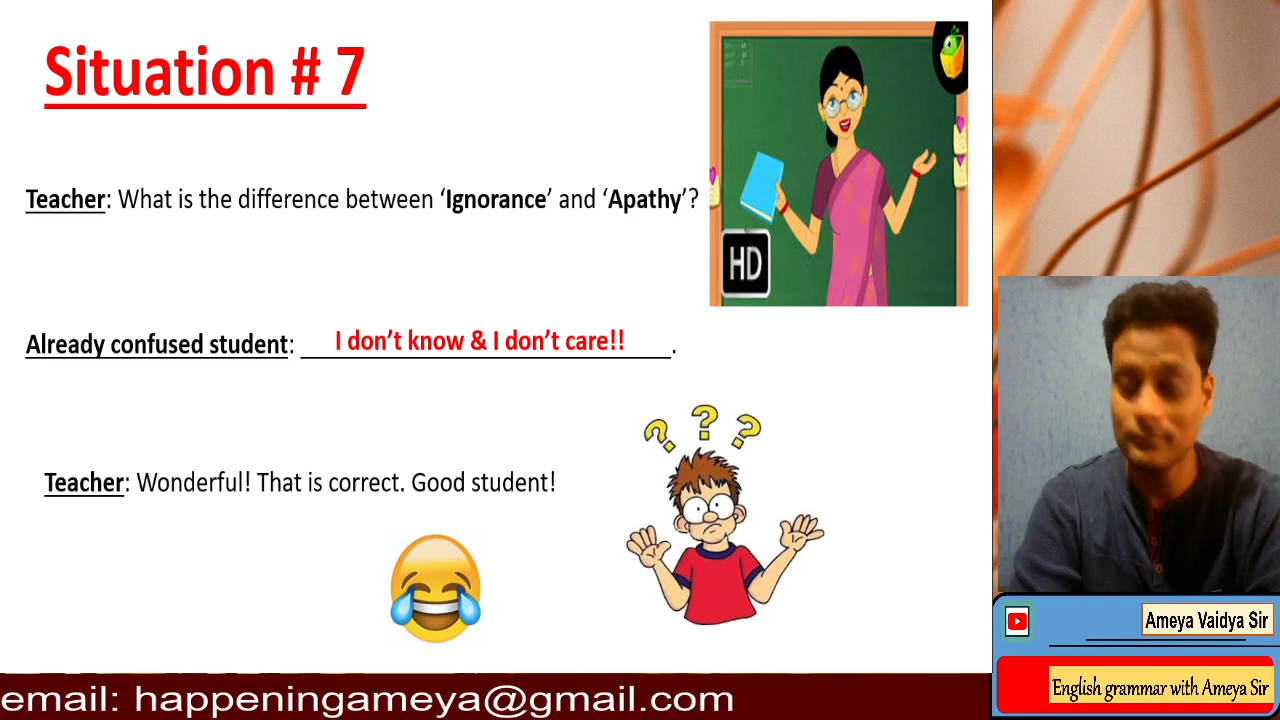 Situation # 7
Teacher: What is the difference between ‘Ignorance’ and ‘Apathy’?
HD
Already confused student: I don’t know & I don’t care!!.
? ? ?
Teacher: Wonderful! That is correct. Good student!
Ameya Vaidya Sir
English grammar with Ameya Sir
email: happeningameya@gmail.com